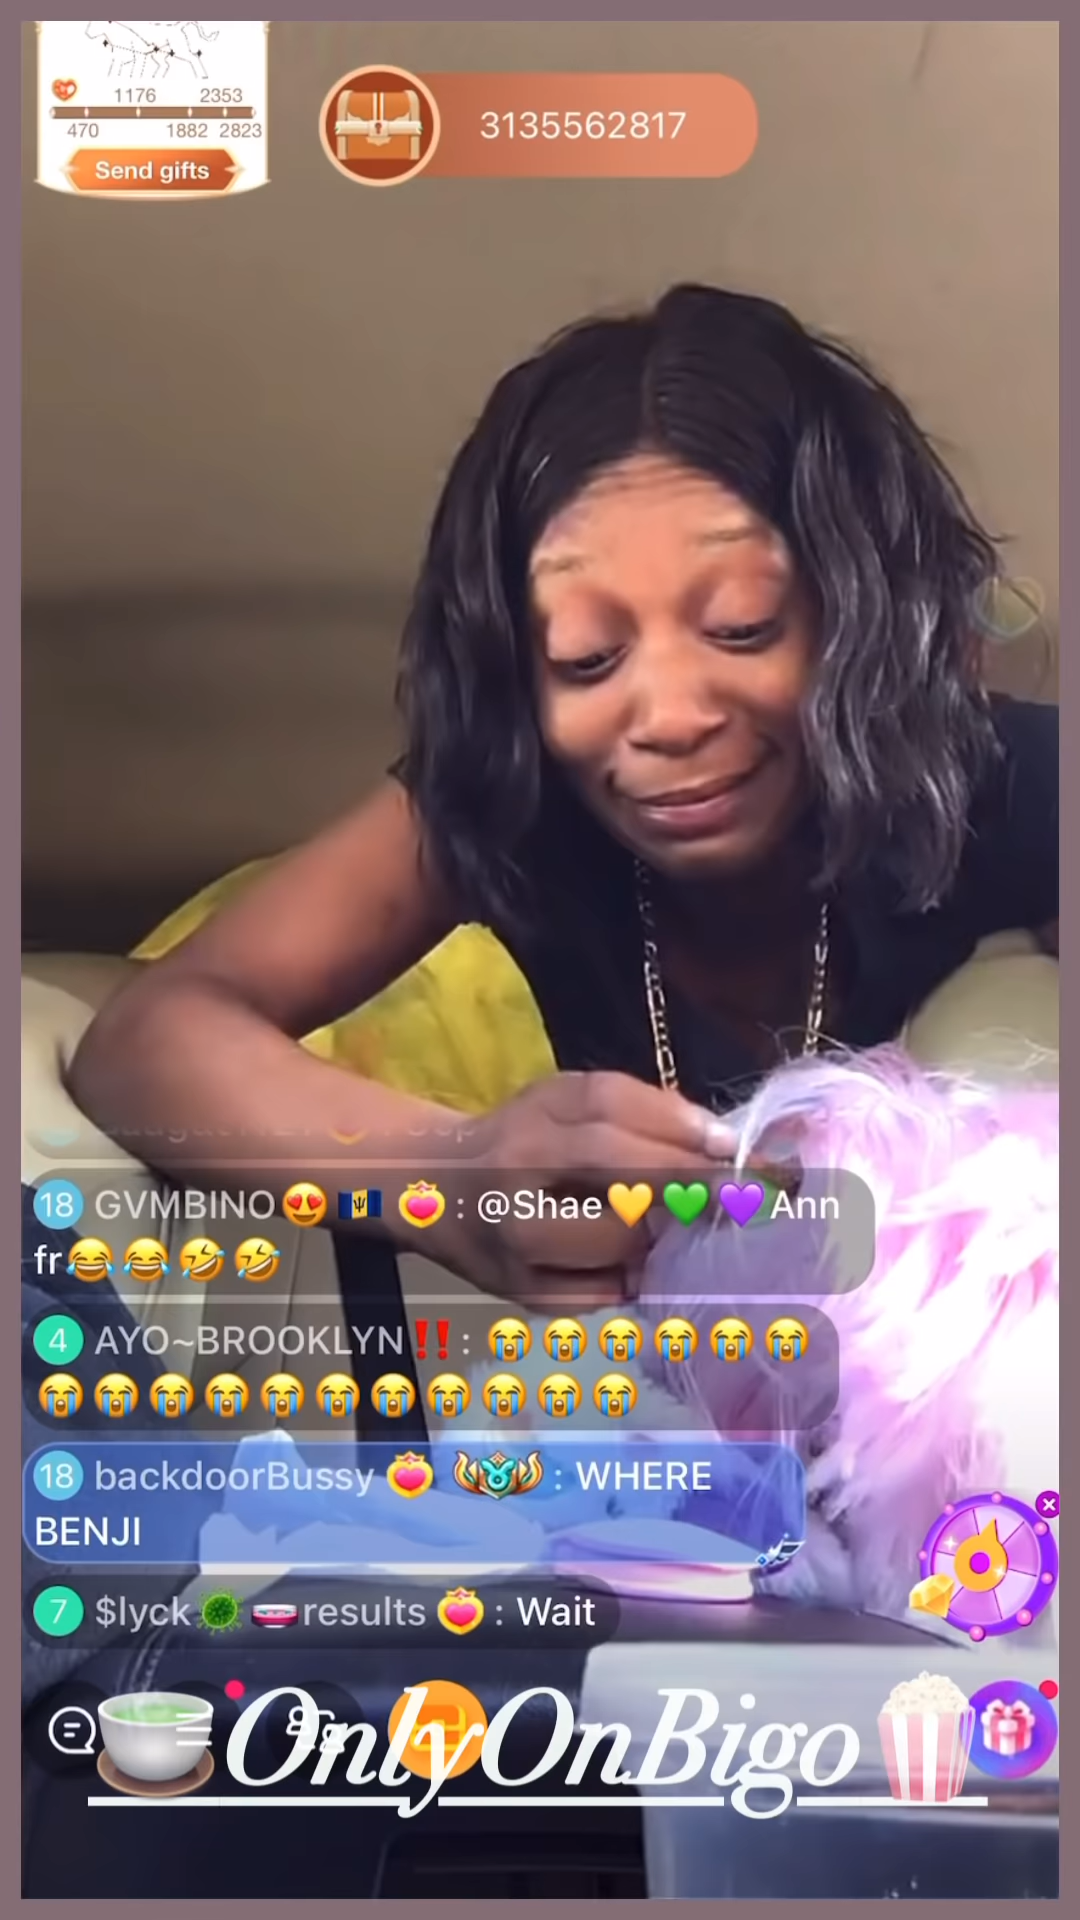 1176 2353
470 1882 2823
Send gifts
3135562817
18 GVMBINO😍🇧🇧 : @Shae💛💚💜Ann
fr😂😂🤣🤣
4 AYO~BROOKLYN‼️: 😭😭😭😭😭😭
😭😭😭😭😭😭😭😭😭😭😭
18 backdoorBussy : WHERE
BENJI
7 $lyck🦠🧫results : Wait
🍵OnlyOnBigo🍿